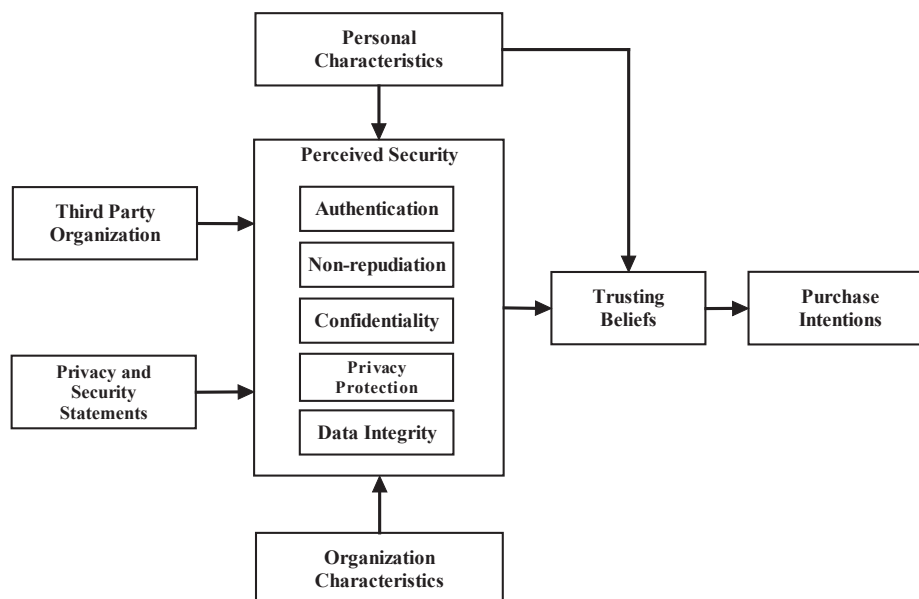 Personal
Characteristics
Perceived Security
Third Party
Organization
Authentication
Non-repudiation
Confidentiality
Privacy
Protection
Data Integrity
Privacy and
Security
Statements
Trusting
Beliefs
Purchase
Intentions
Organization
Characteristics